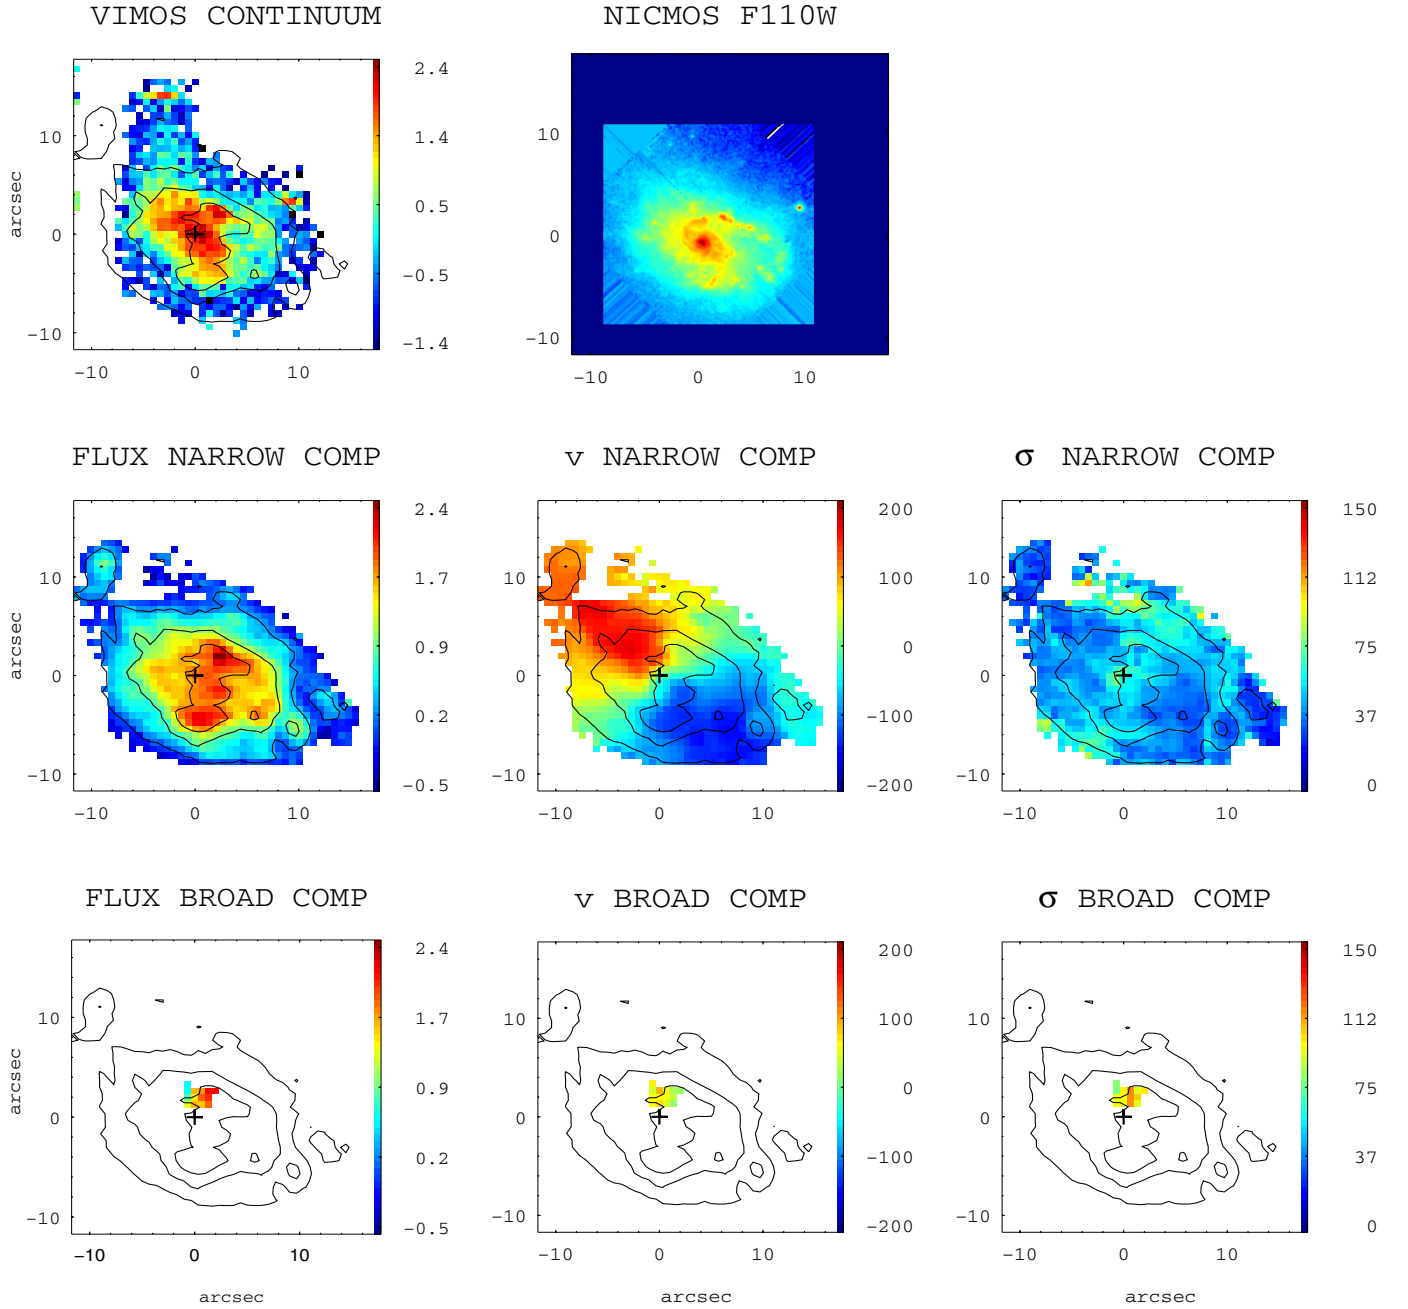 VIMOS CONTINUUM
NICMOS F110W
arcsec
10
0
−10
−10 0 10
2.4
1.4
0.5
−0.5
−1.4
10
0
−10
−10 0 10
FLUX NARROW COMP
v NARROW COMP
σ NARROW COMP
arcsec
10
0
−10
−10 0 10
2.4
1.7
0.9
0.2
−0.5
10
0
−10
−10 0 10
200
100
0
−100
−200
10
0
−10
−10 0 10
150
112
75
37
0
FLUX BROAD COMP
v BROAD COMP
σ BROAD COMP
arcsec
10
0
−10
−10 0 10
arcsec
2.4
1.7
0.9
0.2
−0.5
10
0
−10
−10 0 10
arcsec
200
100
0
−100
−200
10
0
−10
−10 0 10
arcsec
150
112
75
37
0